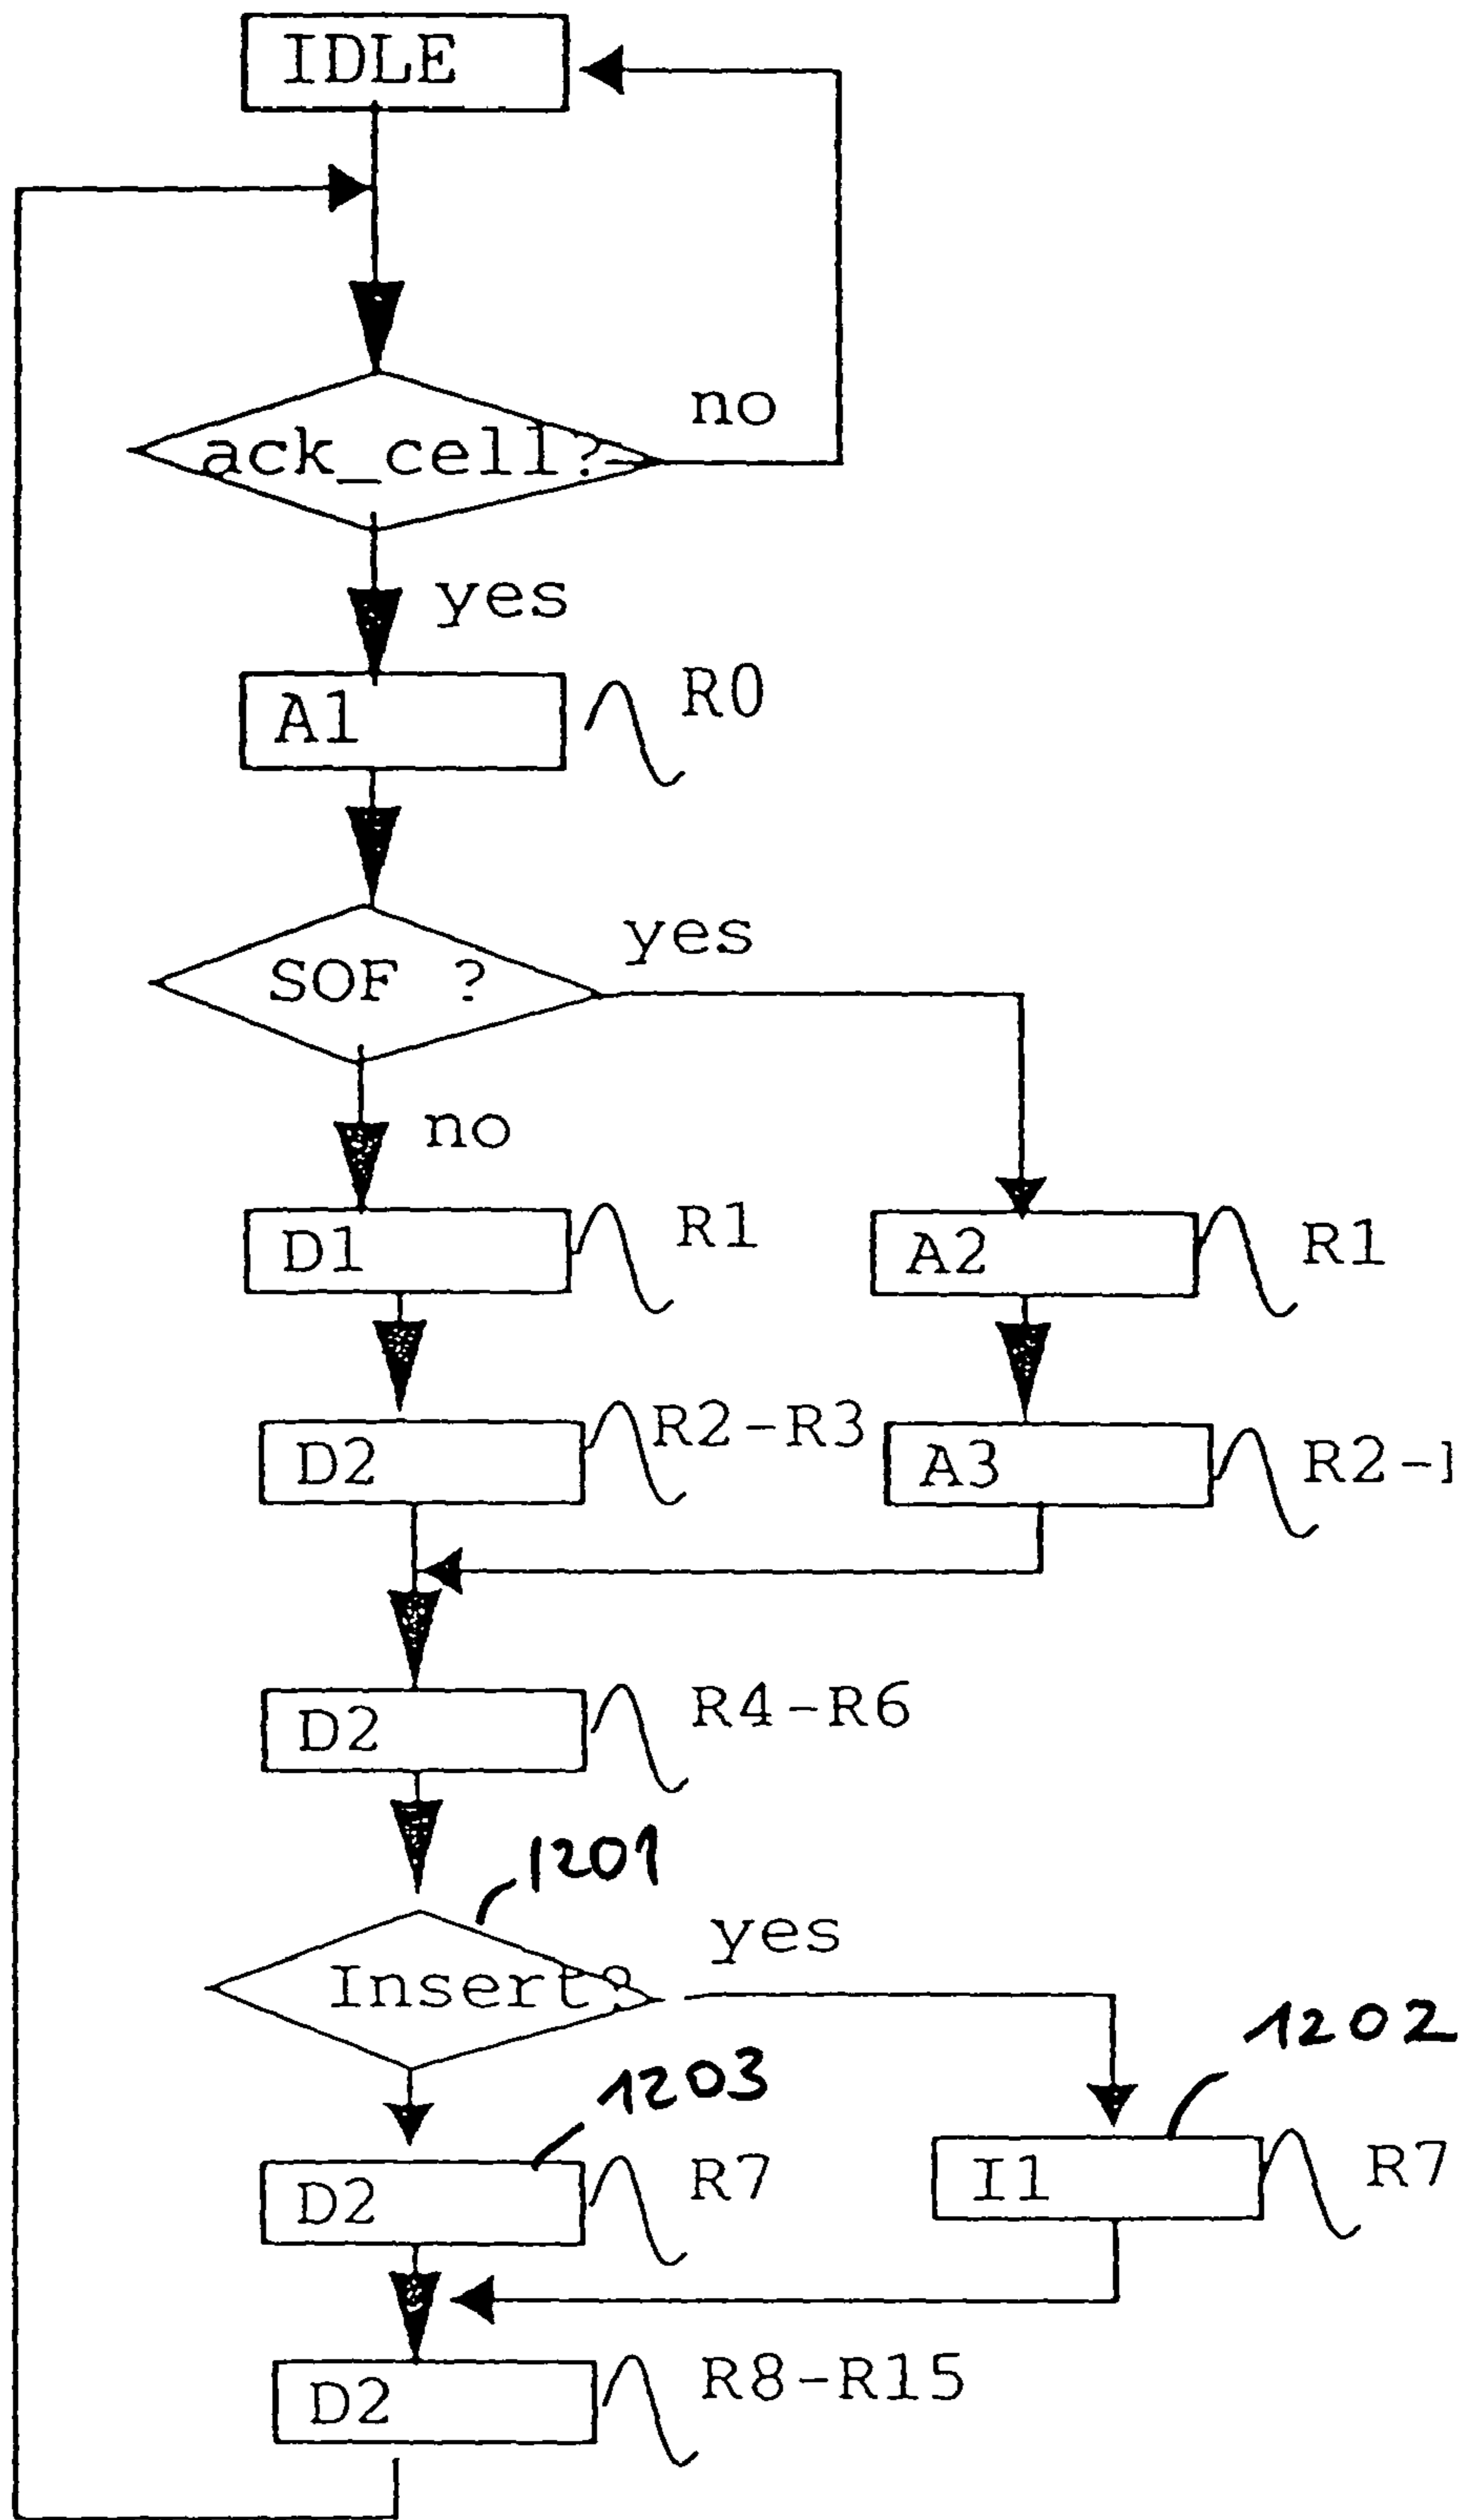 IDLE
no
ack_cell?
yes
A1
R0
yes
SOF ?
no
D1
R1
A2
R1
D2
R2-R3
A3
R2-
D2
R4-R6
1201
yes
Insert?
1202
1203
D2
R7
I1
R7
D2
R8-R15